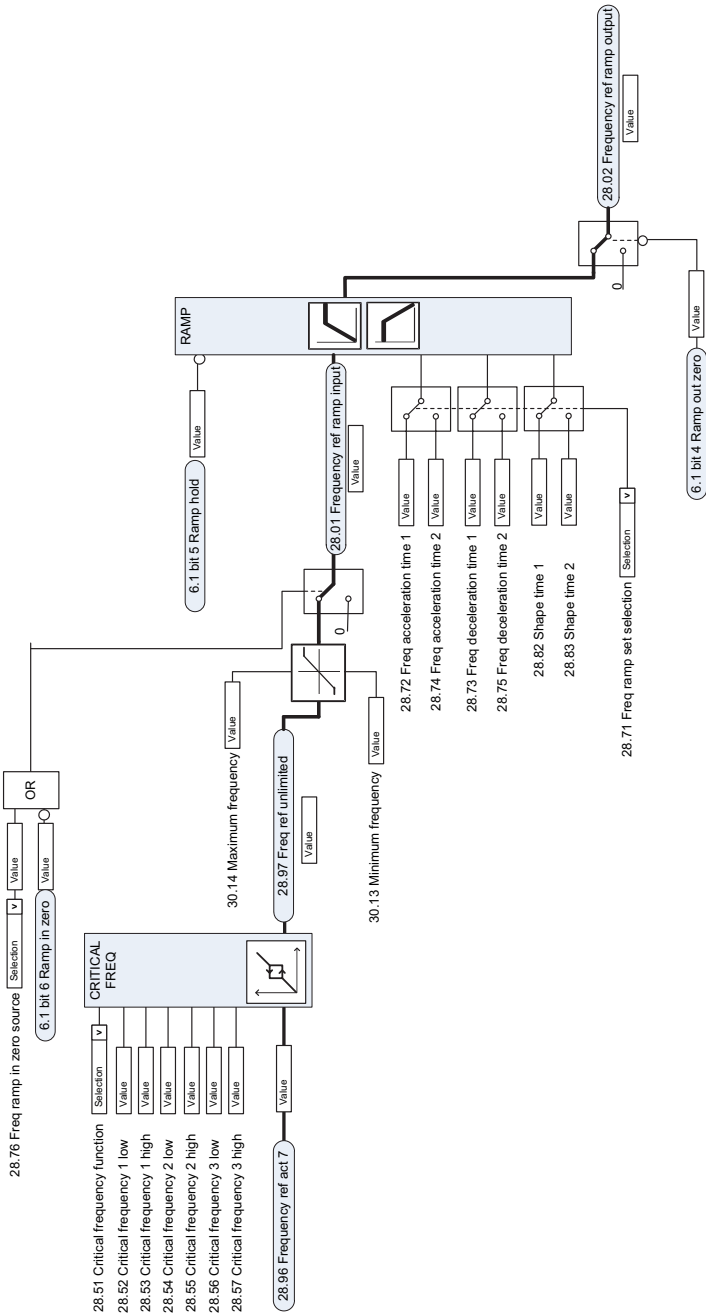 28.76 Freq ramp in zero source Selection v Value
6.1 bit 6 Ramp in zero Value
OR
28.51 Critical frequency function Selection v
28.52 Critical frequency 1 low Value
28.53 Critical frequency 1 high Value
28.54 Critical frequency 2 low Value
28.55 Critical frequency 2 high Value
28.56 Critical frequency 3 low Value
28.57 Critical frequency 3 high Value
28.96 Frequency ref act 7 Value
CRITICAL
FREQ
28.97 Freq ref unlimited
Value
30.14 Maximum frequency Value
30.13 Minimum frequency Value
0
28.01 Frequency ref ramp input
Value
6.1 bit 5 Ramp hold
Value
RAMP
28.72 Freq acceleration time 1 Value
28.74 Freq acceleration time 2 Value
28.73 Freq deceleration time 1 Value
28.75 Freq deceleration time 2 Value
28.82 Shape time 1 Value
28.83 Shape time 2 Value
28.71 Freq ramp set selection Selection v
0
6.1 bit 4 Ramp out zero Value
28.02 Frequency ref ramp output
Value